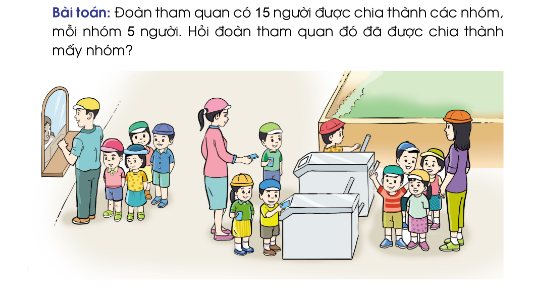 Bài toán: Đoàn tham quan có 15 người được chia thành các nhóm,
mỗi nhóm 5 người. Hỏi đoàn tham quan đó đã được chia thành
mấy nhóm?